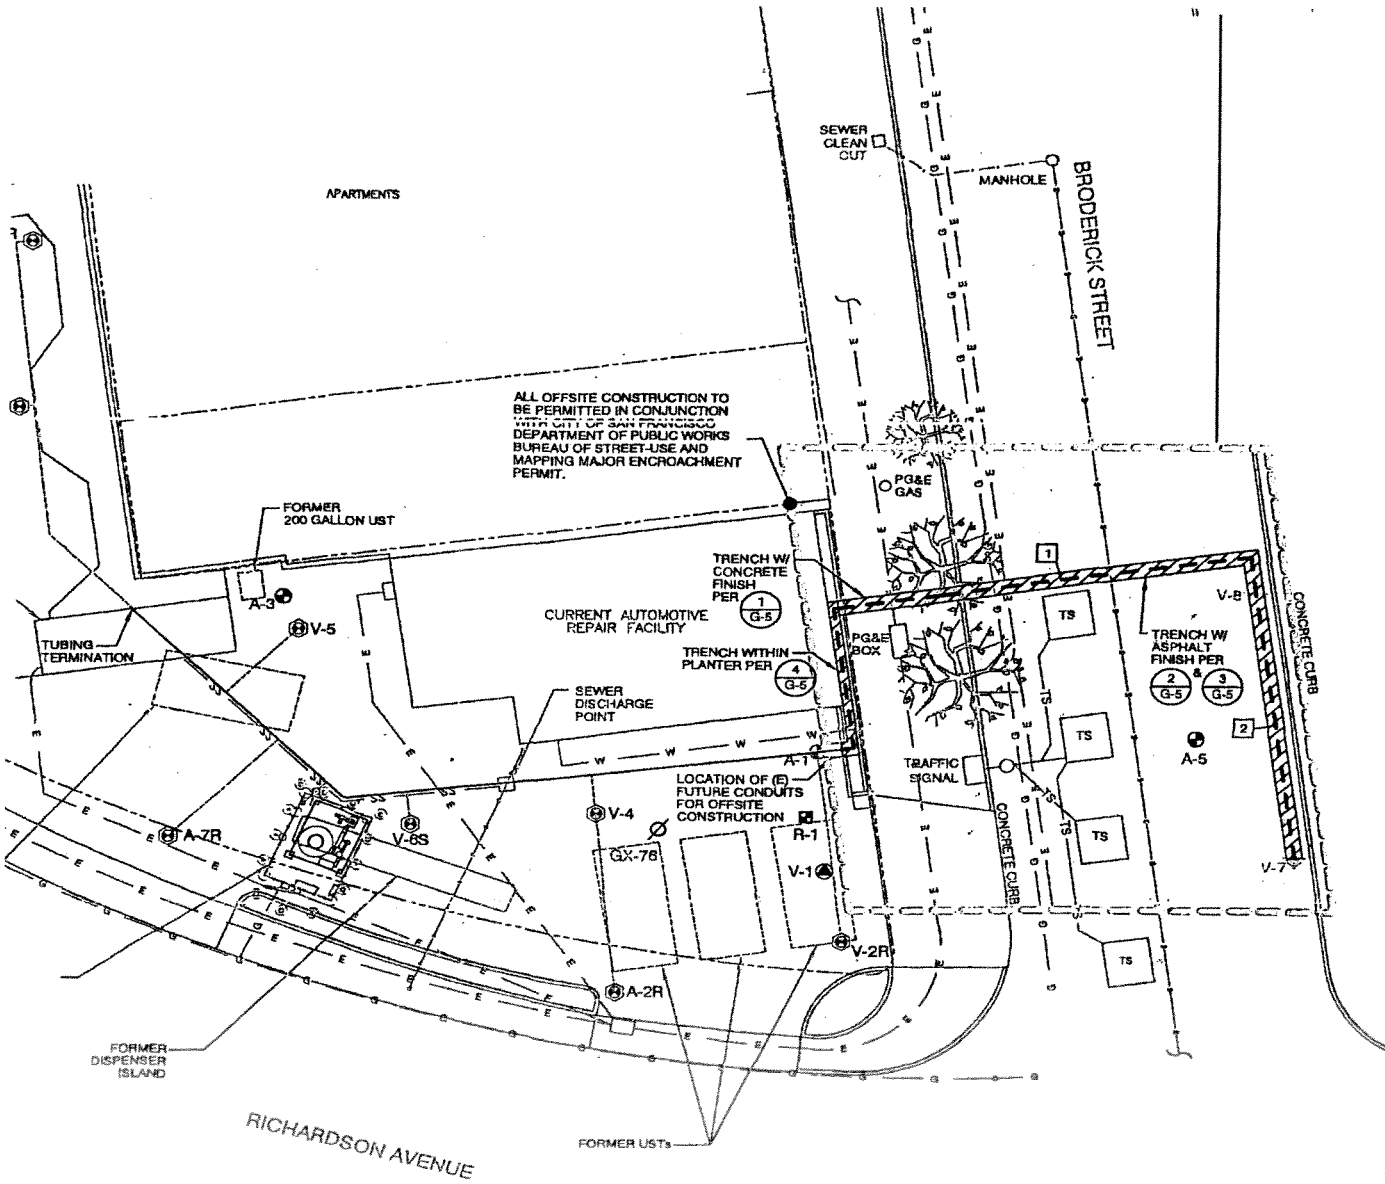 APARTMENTS
SEWER
CLEAN
OUT
MANHOLE
BRODERICK STREET
ALL OFFSITE CONSTRUCTION TO
BE PERMITTED IN CONJUNCTION
WITH CITY OF SAN FRANCISCO
DEPARTMENT OF PUBLIC WORKS
BUREAU OF STREET-USE AND
MAPPING MAJOR ENCROACHMENT
PERMIT.
PG&E
GAS
FORMER
200 GALLON UST
A-3
V-5
TUBING
TERMINATION
CURRENT AUTOMOTIVE
REPAIR FACILITY
TRENCH W/
CONCRETE
FINISH
PER
1
G-5
TRENCH WITHIN
PLANTER PER
4
G-5
PG&E
BOX
1
TS
V-8
TRENCH W/
ASPHALT
FINISH PER
&
2
G-5
3
G-5
CONCRETE CURB
2
A-5
SEWER
DISCHARGE
POINT
W W W W
A-1
TRAFFIC
SIGNAL
TS
TS
TS
TS
TS
TS
TS
LOCATION OF (E)
FUTURE CONDUITS
FOR OFFSITE
CONSTRUCTION
R-1
V-4
GX-76
V-1
V-6S
A-7R
CONCRETE CURB
V-7
V-2R
A-2R
FORMER
DISPENSER
ISLAND
FORMER USTs
RICHARDSON AVENUE